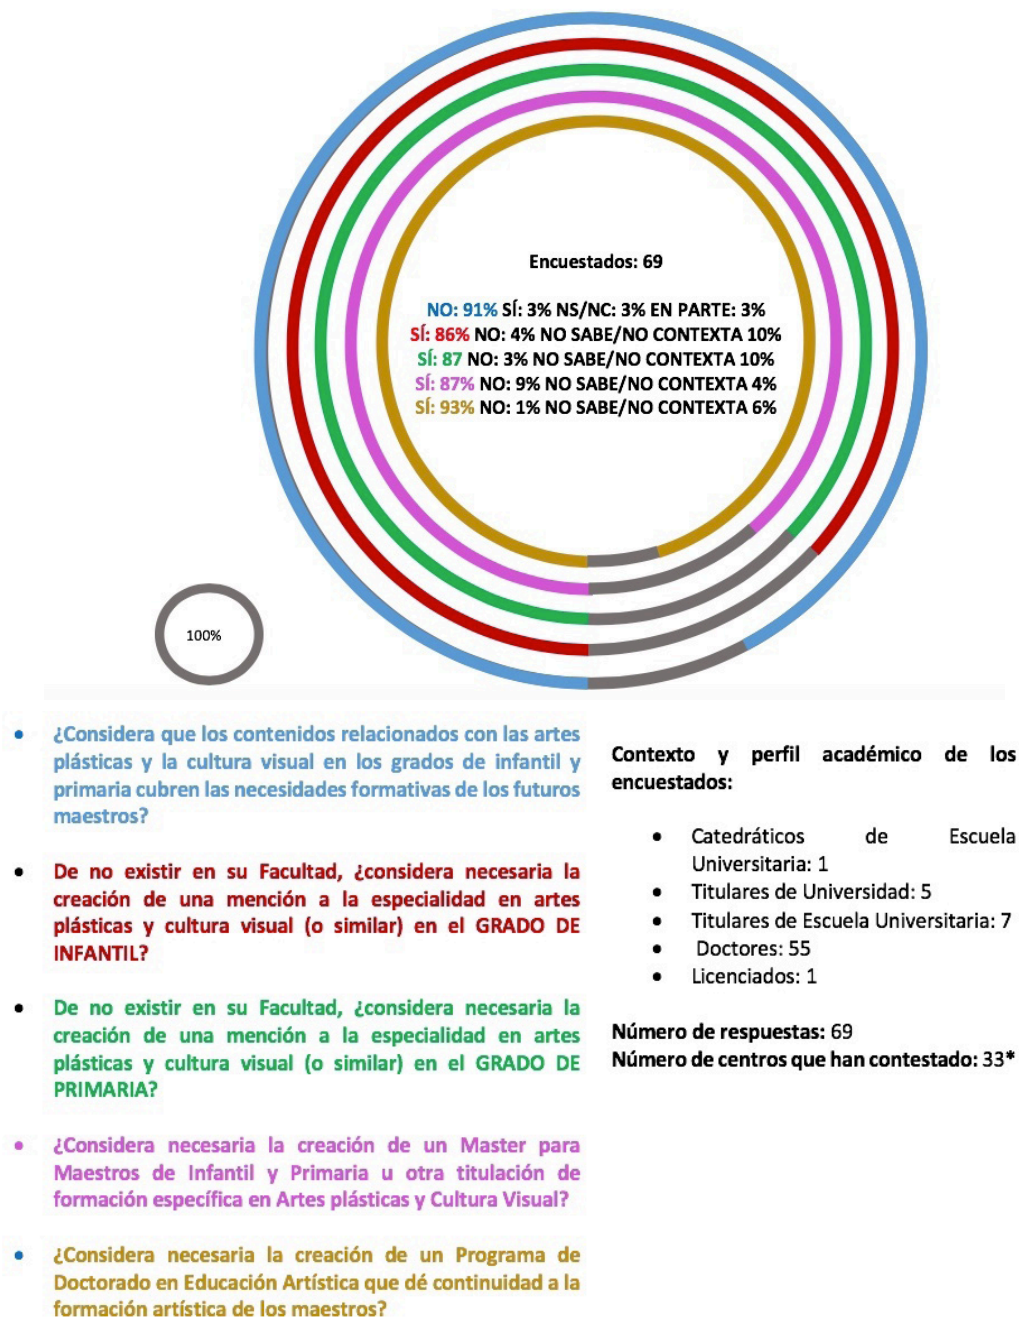 Encuestados: 69
NO: 91% SÍ: 3% NS/NC: 3% EN PARTE: 3%
SÍ: 86% NO: 4% NO SABE/NO CONTEXTA 10%
SÍ: 87 NO: 3% NO SABE/NO CONTEXTA 10%
SÍ: 87% NO: 9% NO SABE/NO CONTEXTA 4%
SÍ: 93% NO: 1% NO SABE/NO CONTEXTA 6%
100%
• ¿Considera que los contenidos relacionados con las artes
plásticas y la cultura visual en los grados de infantil y
primaria cubren las necesidades formativas de los futuros
maestros?
• De no existir en su Facultad, ¿considera necesaria la
creación de una mención a la especialidad en artes
plásticas y cultura visual (o similar) en el GRADO DE
INFANTIL?
• De no existir en su Facultad, ¿considera necesaria la
creación de una mención a la especialidad en artes
plásticas y cultura visual (o similar) en el GRADO DE
PRIMARIA?
• ¿Considera necesaria la creación de un Master para
Maestros de Infantil y Primaria u otra titulación de
formación específica en Artes plásticas y Cultura Visual?
• ¿Considera necesaria la creación de un Programa de
Doctorado en Educación Artística que dé continuidad a la
formación artística de los maestros?
Contexto y perfil académico de los
encuestados:
• Catedráticos de Escuela
Universitaria: 1
• Titulares de Universidad: 5
• Titulares de Escuela Universitaria: 7
• Doctores: 55
• Licenciados: 1
Número de respuestas: 69
Número de centros que han contestado: 33*